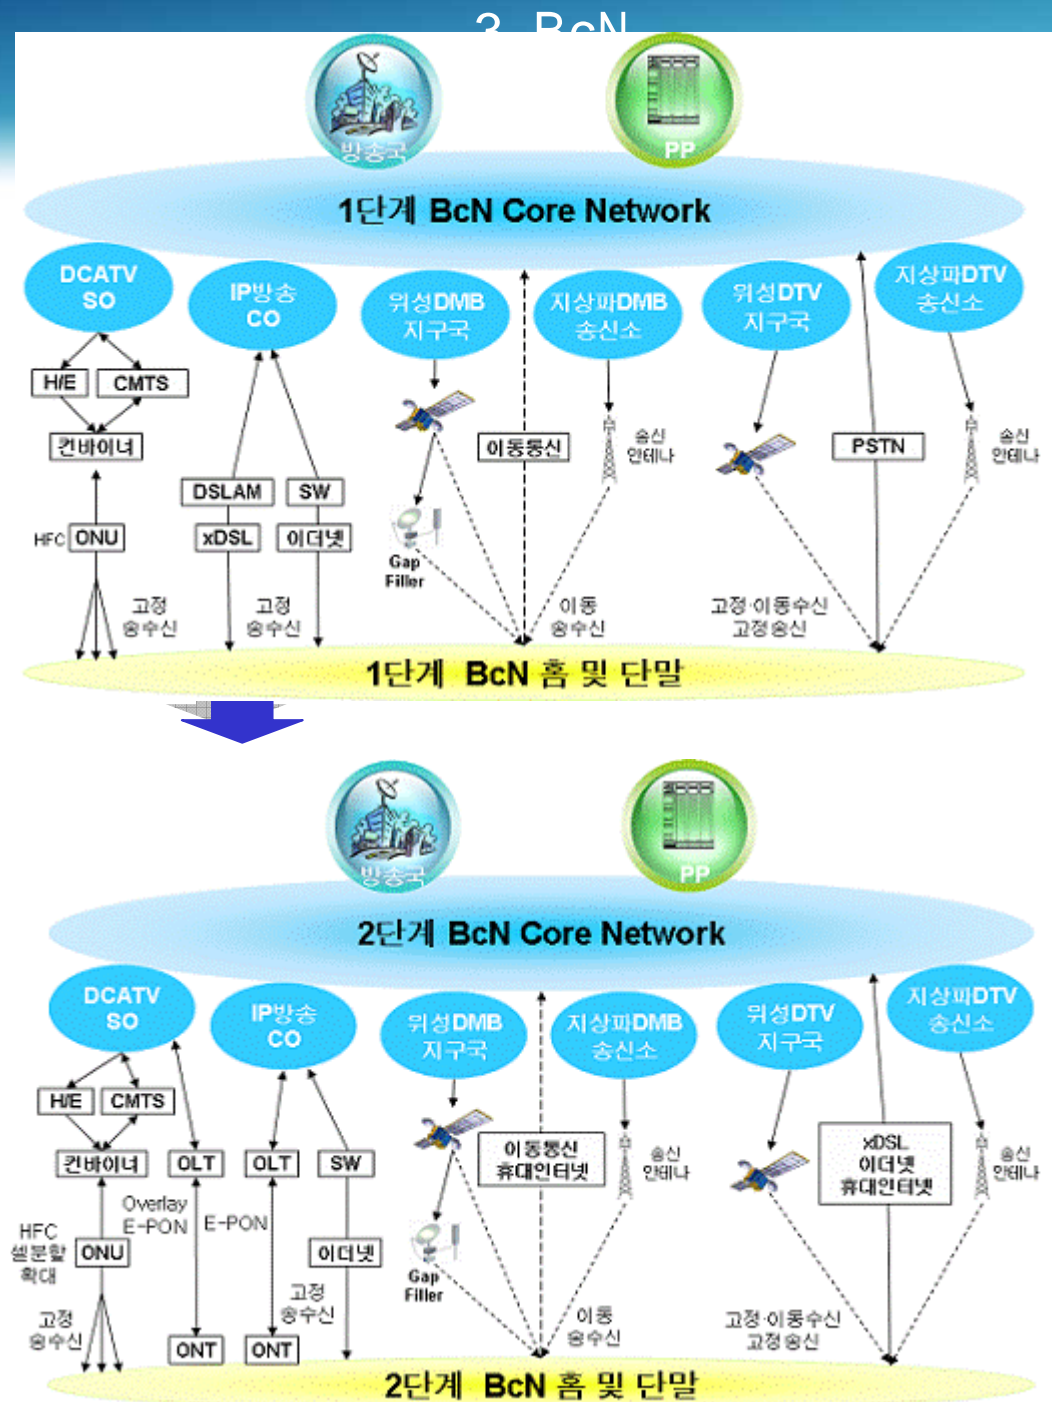 3. BcN
방송국
PP
1단계 BcN Core Network
DCATV
SO
IP방송
CO
위성DMB
지구국
지상파DMB
송신소
위성DTV
지구국
지상파DTV
송신소
H/E
CMTS
컨바이너
이동통신
송신
안테나
PSTN
송신
안테나
DSLAM
SW
HFC
ONU
xDSL
이더넷
Gap
Filler
고정
송수신
고정
송수신
이동
송수신
고정·이동수신
고정송신
1단계 BcN 홈 및 단말
방송국
PP
2단계 BcN Core Network
DCATV
SO
IP방송
CO
위성DMB
지구국
지상파DMB
송신소
위성DTV
지구국
지상파DTV
송신소
H/E
CMTS
컨바이너
OLT
OLT
SW
이동통신
휴대인터넷
송신
안테나
xDSL
이더넷
휴대인터넷
송신
안테나
Overlay
E-PON
E-PON
HFC
셀분할
확대
ONU
이더넷
Gap
Filler
고정
송수신
고정
송수신
ONT
ONT
이동
송수신
고정·이동수신
고정송신
2단계 BcN 홈 및 단말